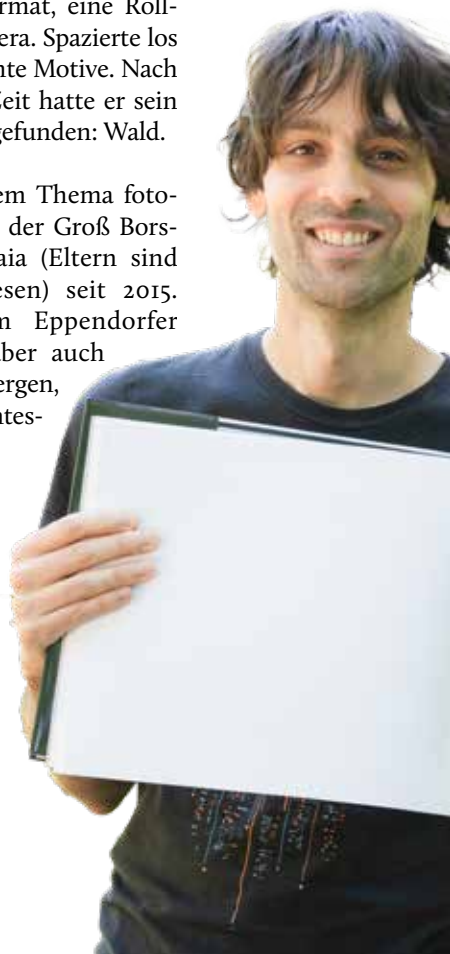 rmat, eine Roll-
era. Spazierte los
nte Motive. Nach
Zeit hatte er sein
gefunden: Wald.
em Thema foto-
der Groß Bors-
aia (Eltern sind
esen) seit 2015.
m Eppendorfer
aber auch
ergen,
ntes-